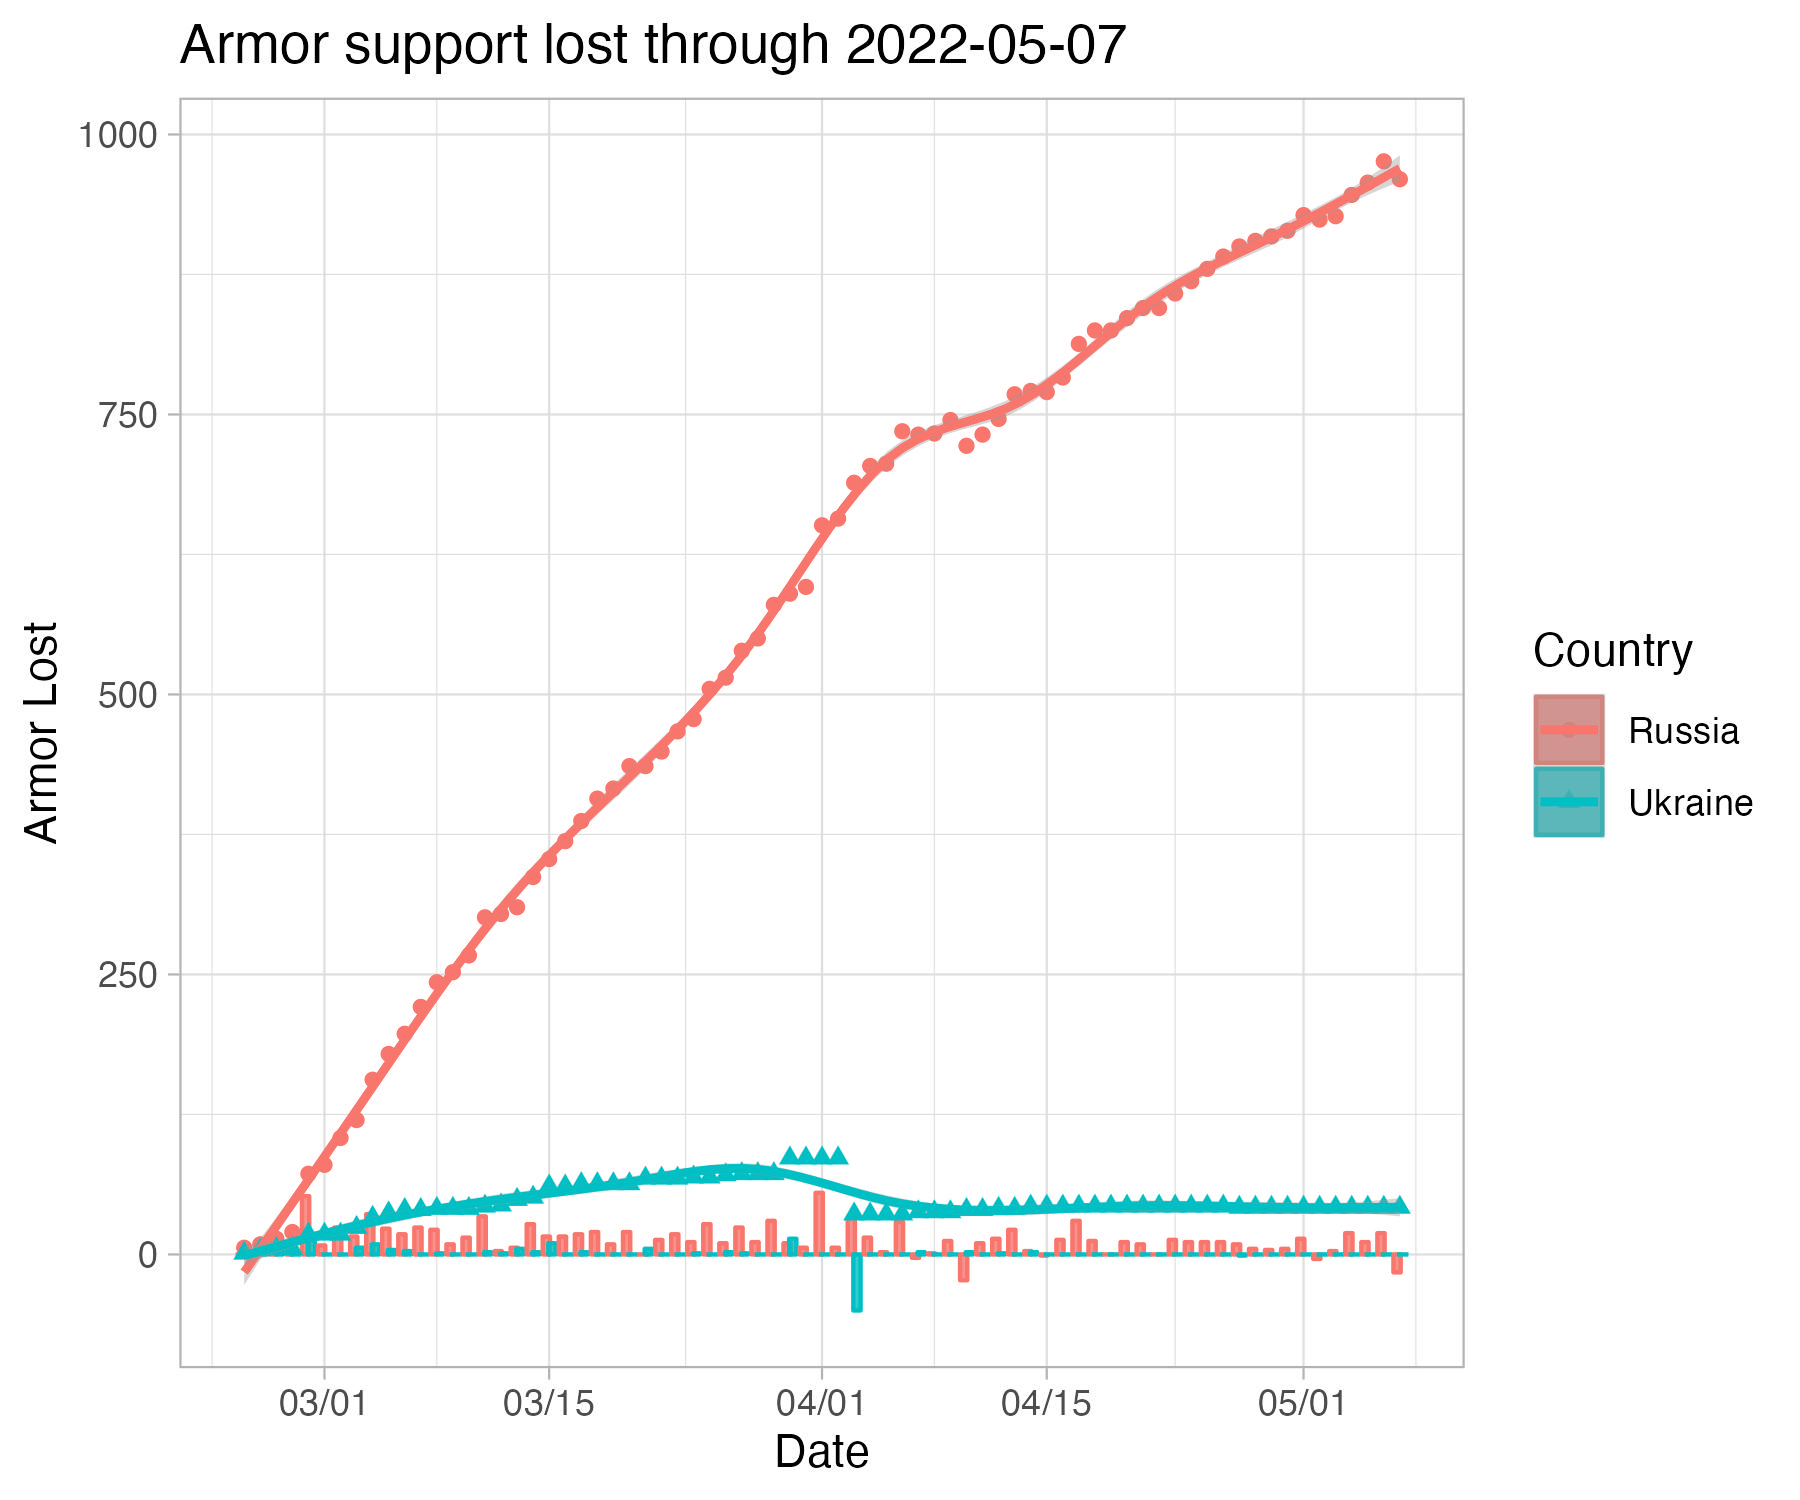 Armor support lost through 2022-05-07
Armor Lost
1000
750
500
250
0
03/01 03/15 04/01 04/15 05/01
Date
Country
Russia
Ukraine